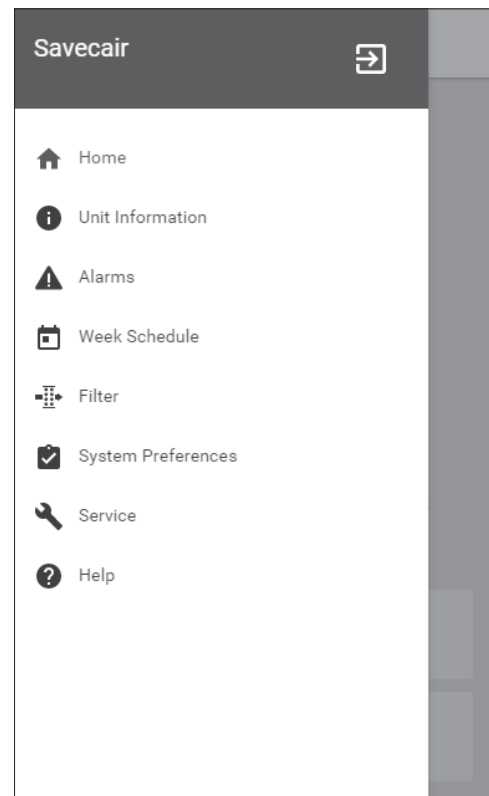 Savecair
Home
Unit Information
Alarms
Week Schedule
Filter
System Preferences
Service
Help